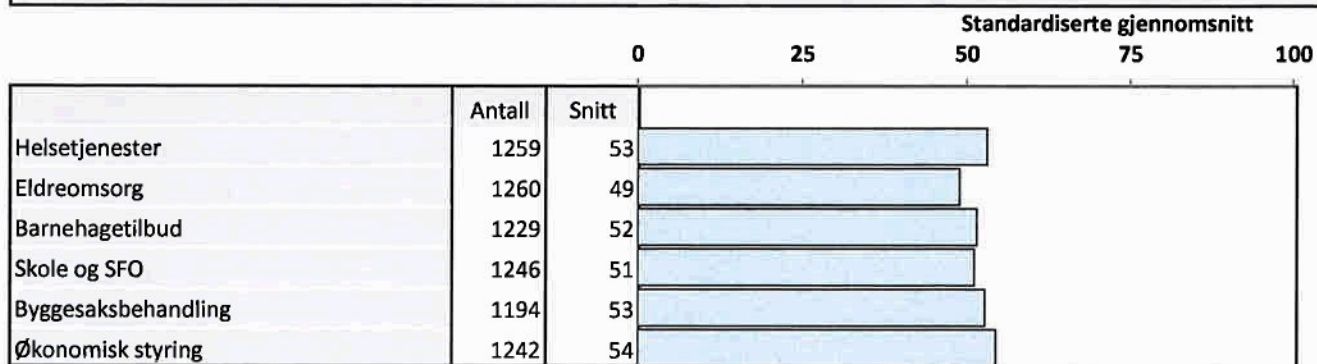 Standardiserte gjennomsnitt
0 25 50 75 100
Antall Snitt
Helsetjenester 1259 53
Eldreomsorg 1260 49
Barnehagetilbud 1229 52
Skole og SFO 1246 51
Byggesaksbehandling 1194 53
Økonomisk styring 1242 54